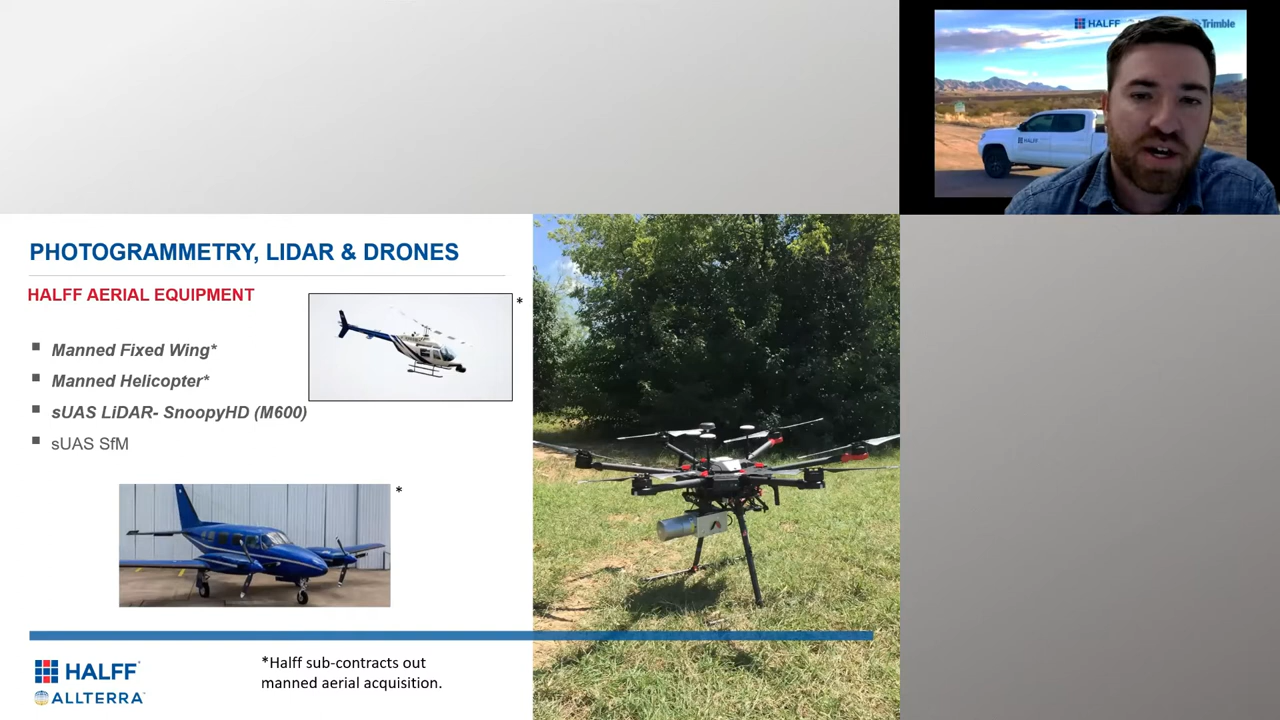 HALFF
Trimble
HALFF
PHOTOGRAMMETRY, LIDAR & DRONES
HALFF AERIAL EQUIPMENT
*
▪ Manned Fixed Wing*
▪ Manned Helicopter*
▪ sUAS LiDAR- SnoopyHD (M600)
▪ sUAS SfM
*
*Halff sub-contracts out
manned aerial acquisition.
HALFF
ALLTERRA